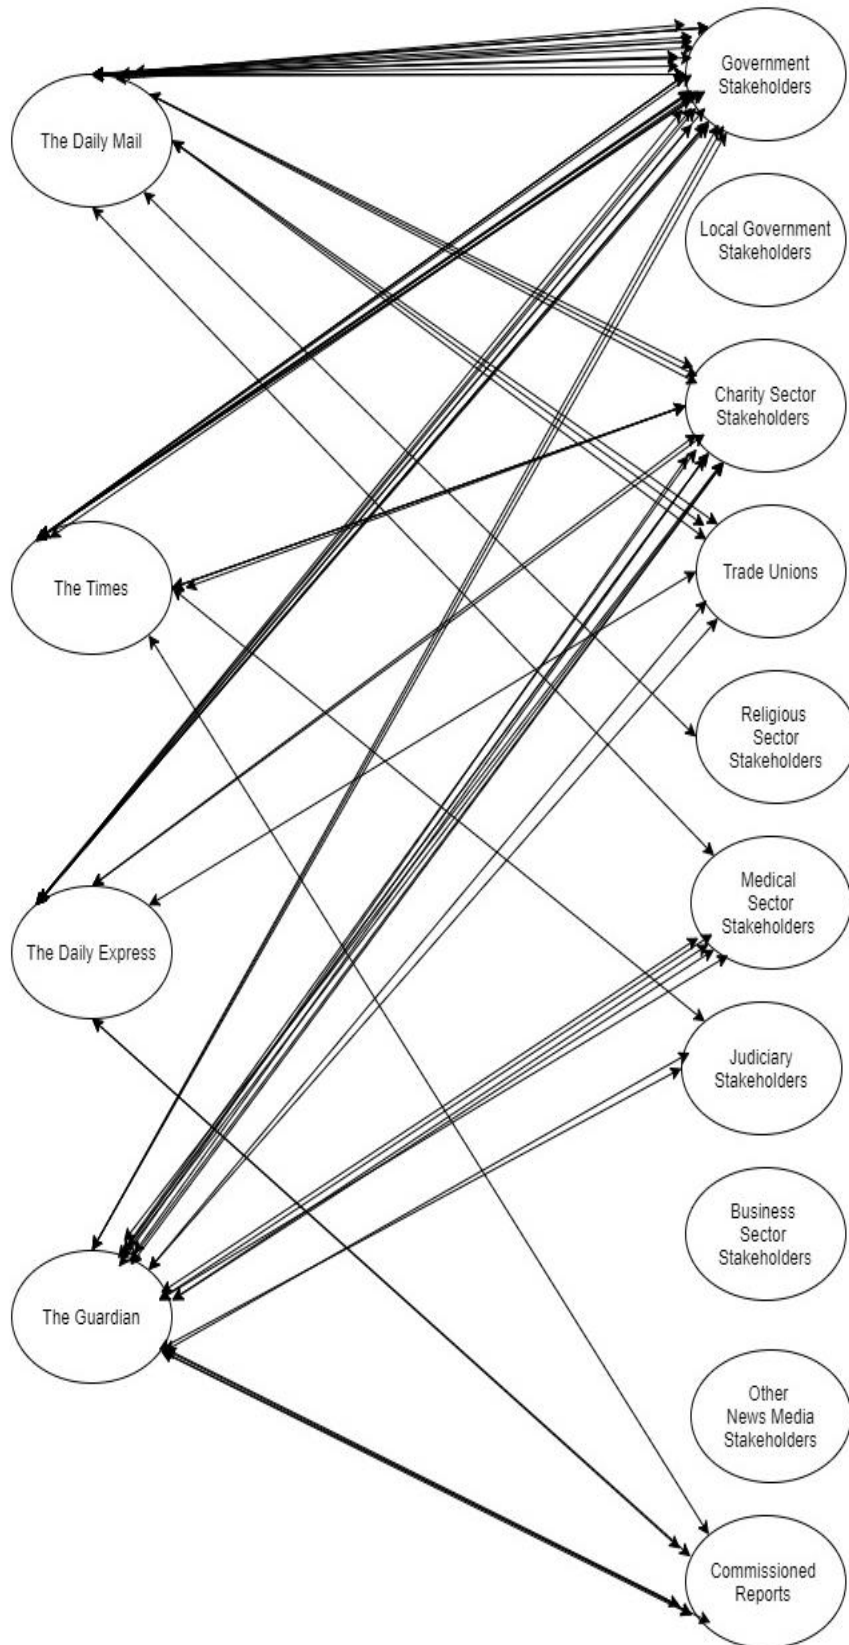 Government
Stakeholders
The Daily Mail
Local Government
Stakeholders
Charity Sector
Stakeholders
The Times
Trade Unions
Religious
Sector
Stakeholders
Medical
Sector
Stakeholders
The Daily Express
Judiciary
Stakeholders
Business
Sector
Stakeholders
The Guardian
Other
News Media
Stakeholders
Commissioned
Reports